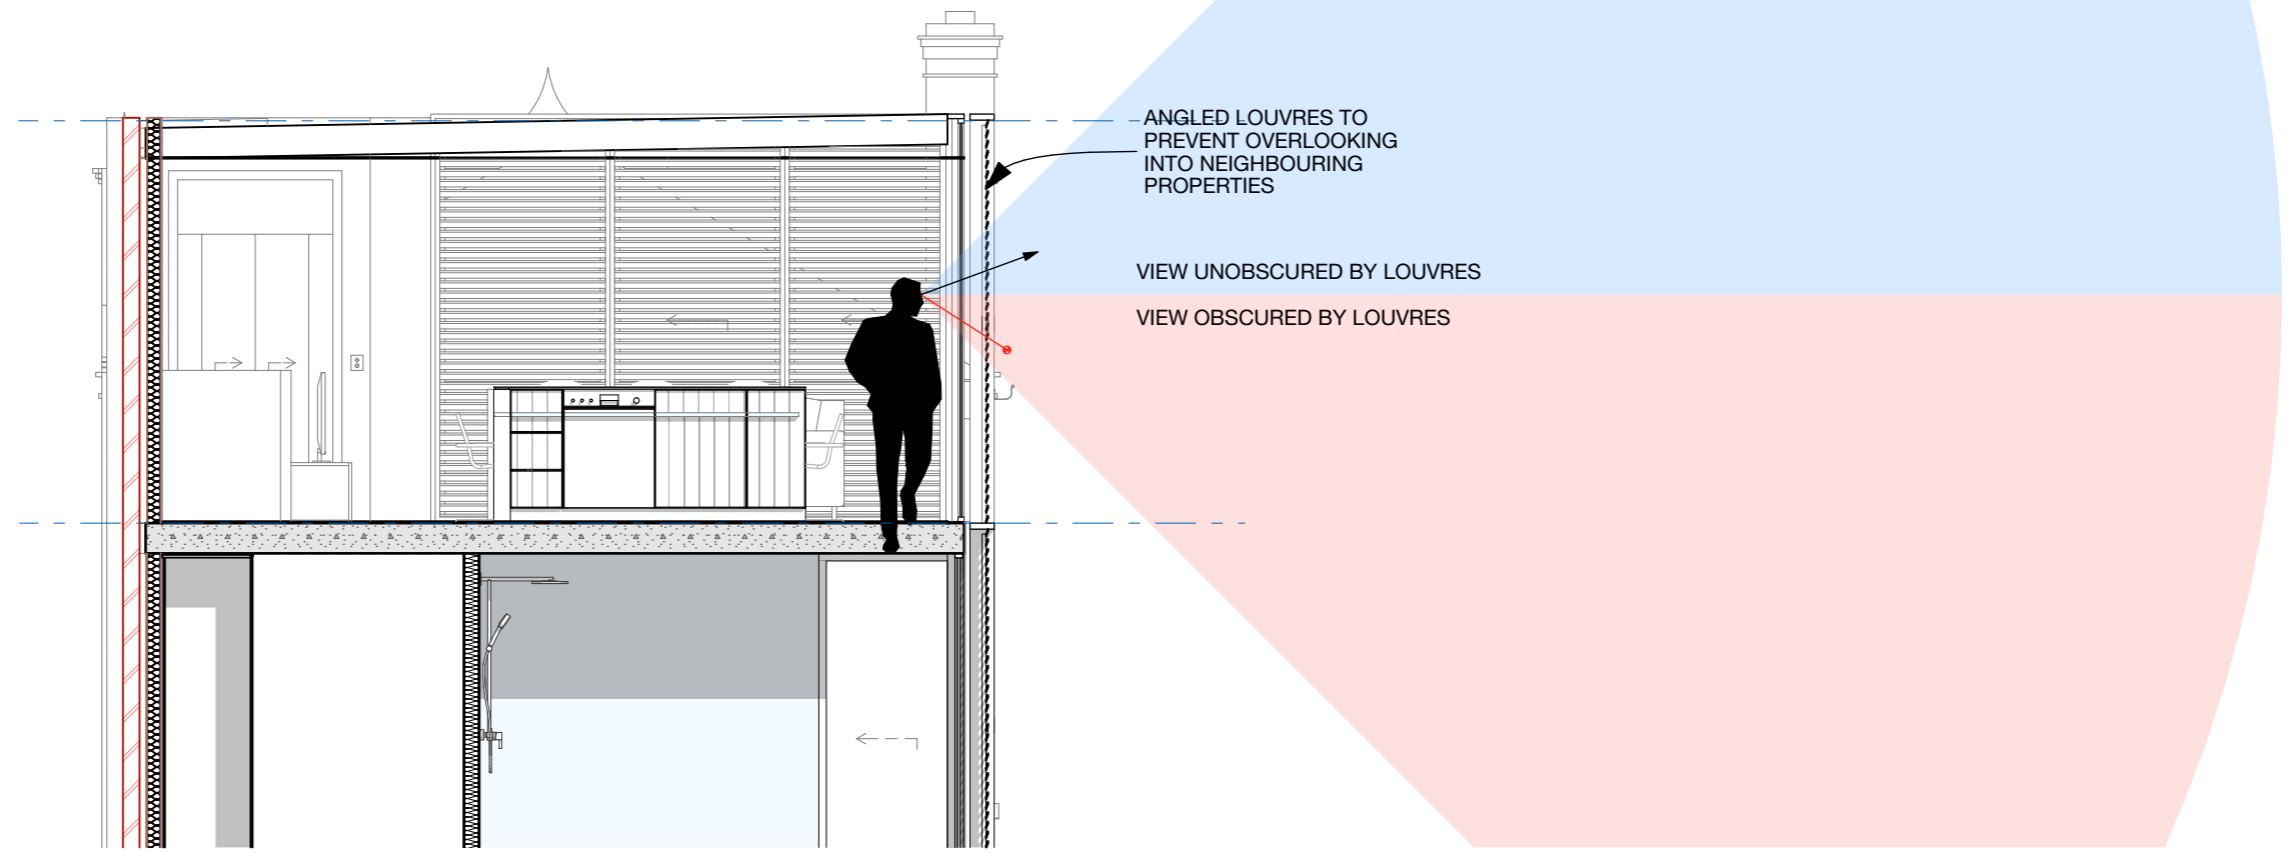 ANGLED LOUVRES TO
PREVENT OVERLOOKING
INTO NEIGHBOURING
PROPERTIES
VIEW UNOBSCURED BY LOUVRES
VIEW OBSCURED BY LOUVRES